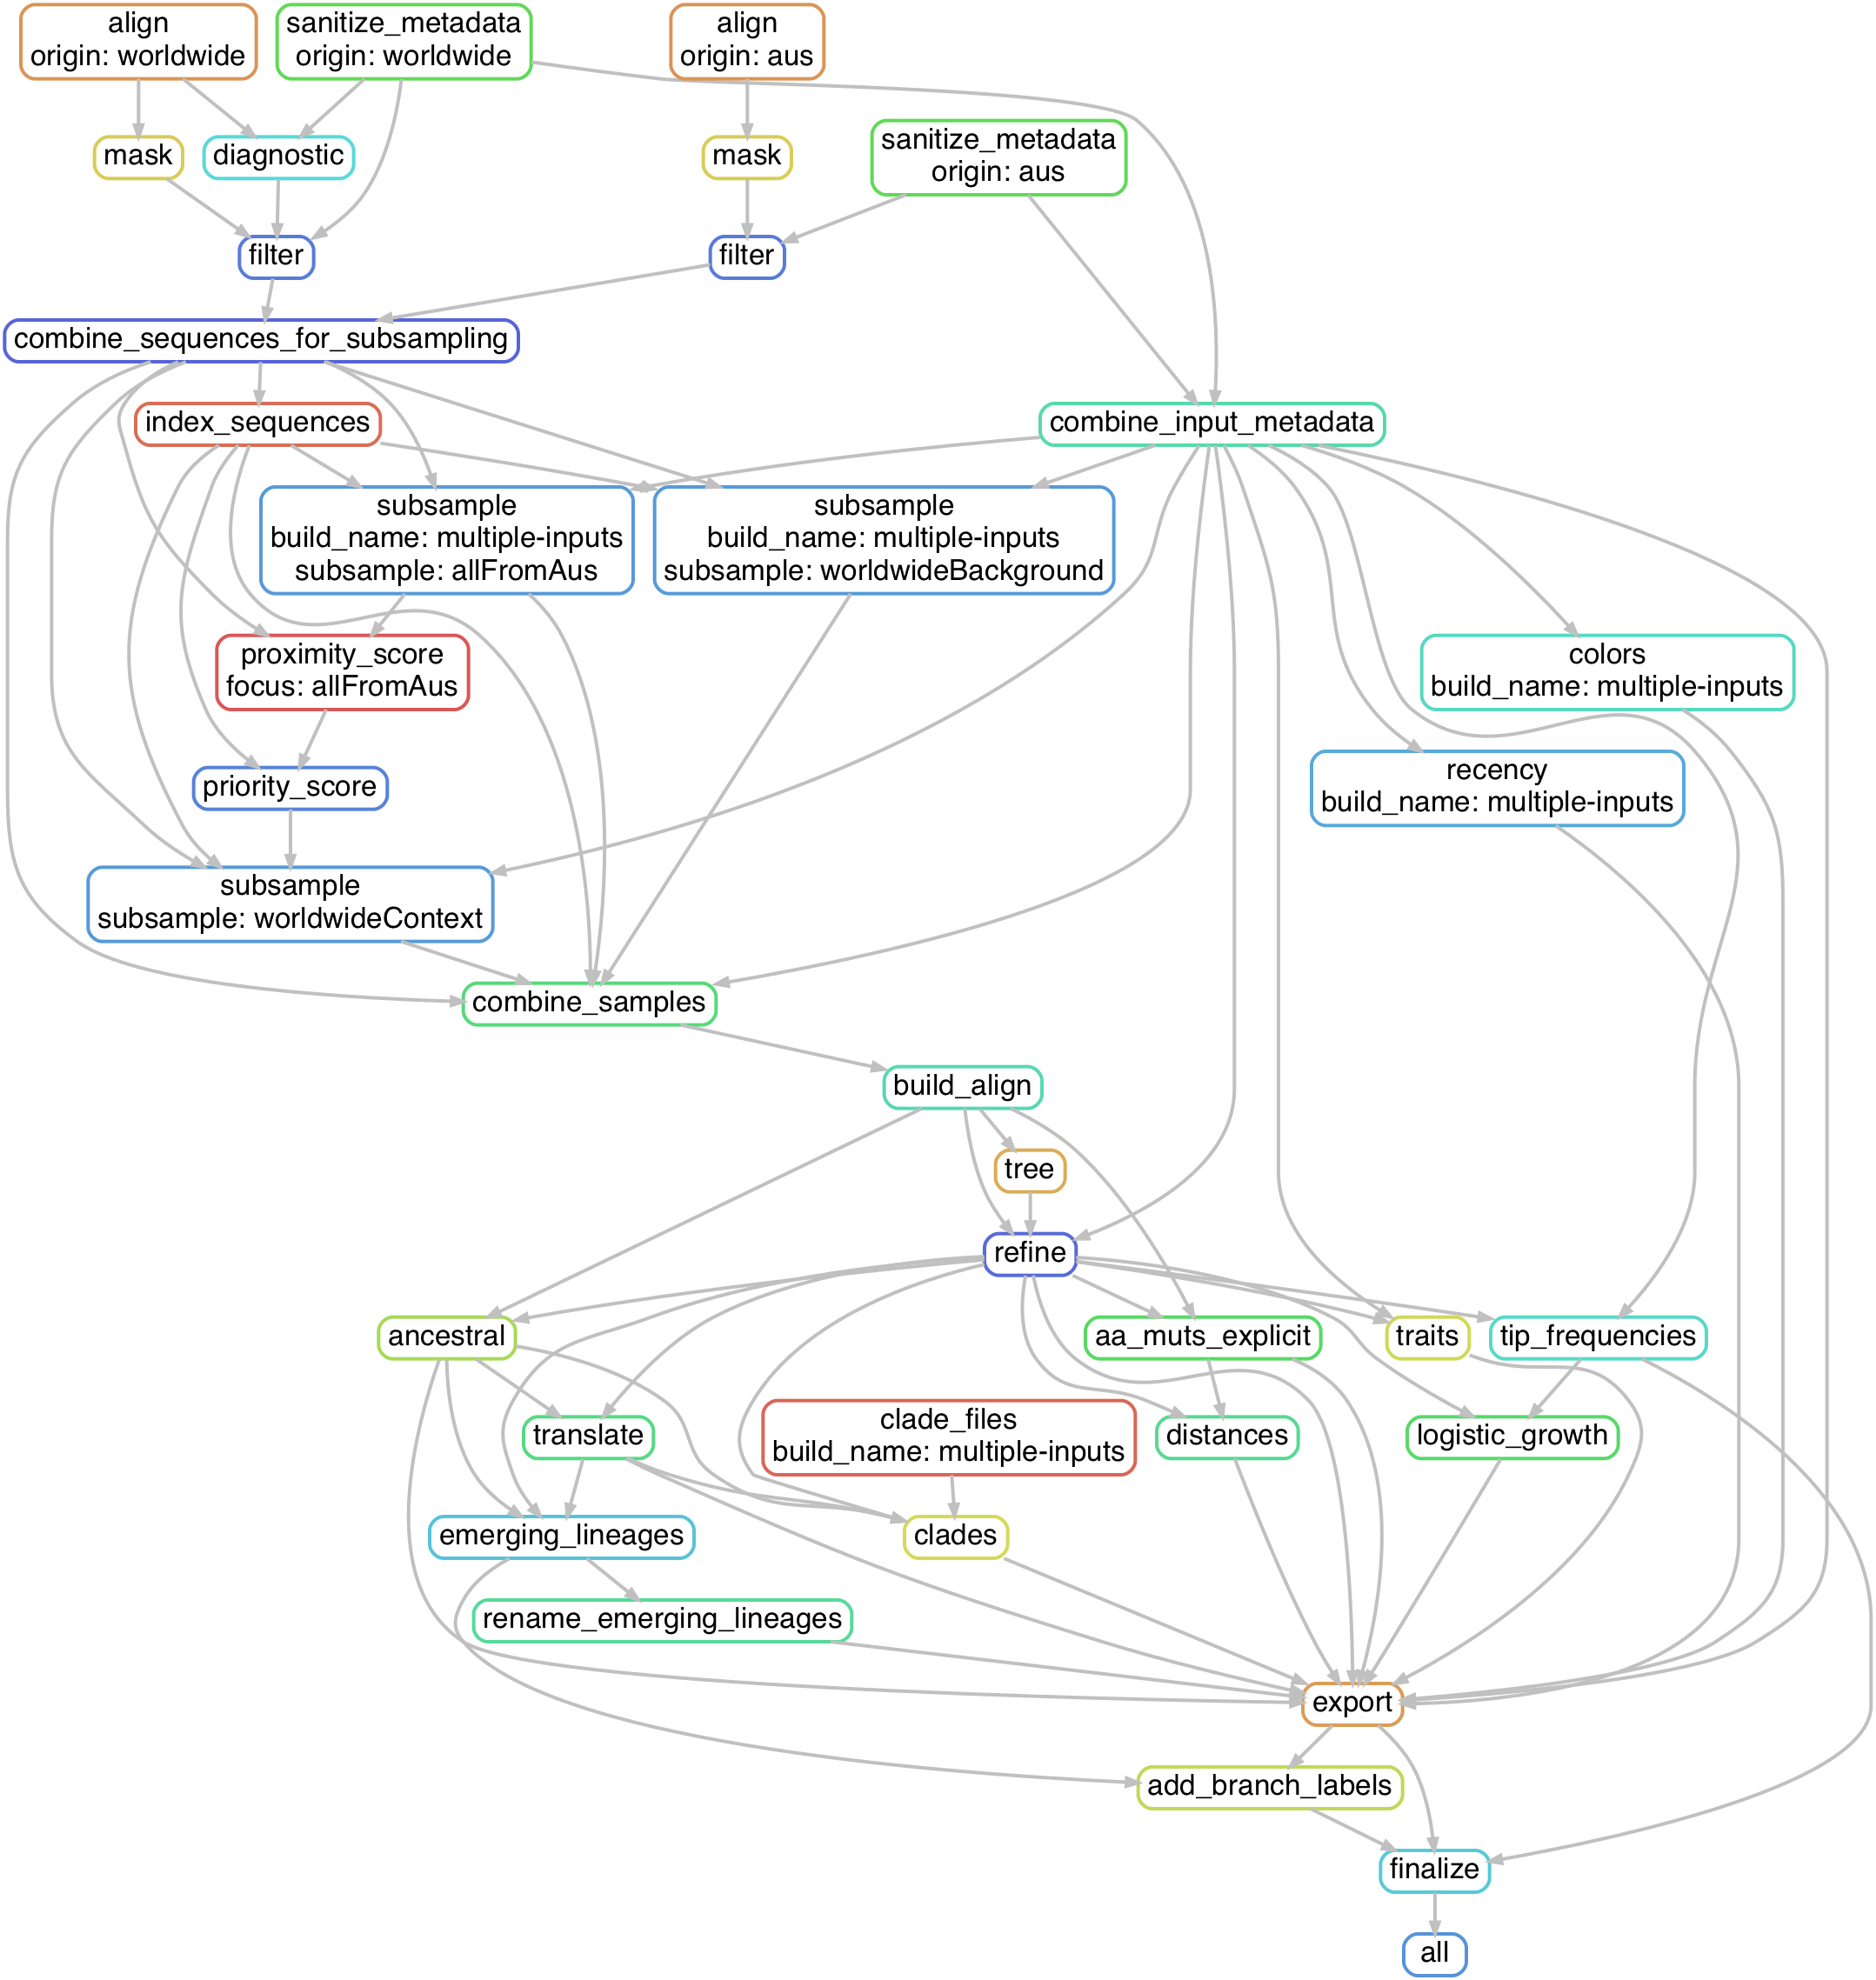 align
origin: worldwide
sanitize_metadata
origin: worldwide
align
origin: aus
mask
diagnostic
mask
sanitize_metadata
origin: aus
filter
filter
combine_sequences_for_subsampling
index_sequences
combine_input_metadata
subsample
build_name: multiple-inputs
subsample: allFromAus
subsample
build_name: multiple-inputs
subsample: worldwideBackground
proximity_score
focus: allFromAus
colors
build_name: multiple-inputs
priority_score
recency
build_name: multiple-inputs
subsample
subsample: worldwideContext
combine_samples
build_align
tree
refine
ancestral
aa_muts_explicit
traits
tip_frequencies
translate
clade_files
build_name: multiple-inputs
distances
logistic_growth
emerging_lineages
clades
rename_emerging_lineages
export
add_branch_labels
finalize
all